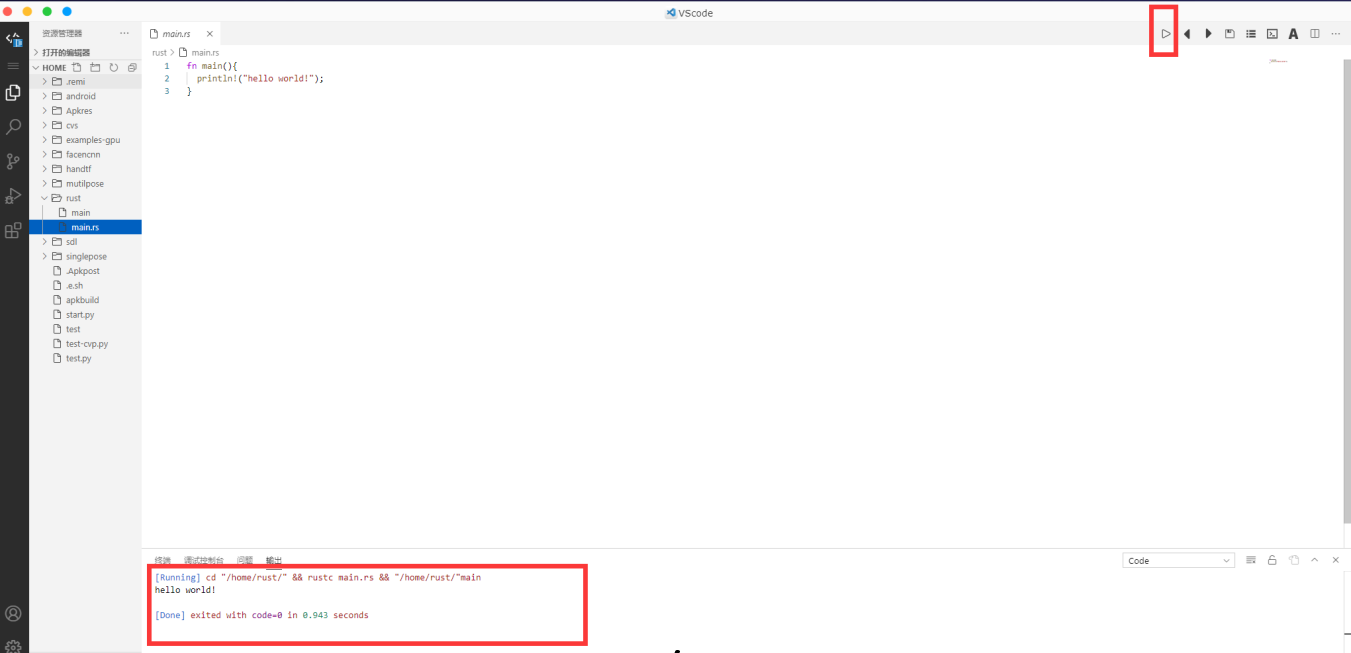 VScode
资源管理器
main.rs
打开的编辑器
rust > main.rs
HOME
.remi
android
Apkres
cvs
examples-gpu
facencnn
handtf
mutilpose
rust
main
main.rs
sdl
singlepose
.Apkpost
.e.sh
apkbuild
start.py
test
test-cvp.py
test.py
1 fn main(){
2 println!("hello world!");
3 }
终端 调试控制台 问题 输出
Code
[Running] cd "/home/rust/" && rustc main.rs && "/home/rust/"main
hello world!
[Done] exited with code=0 in 0.943 seconds